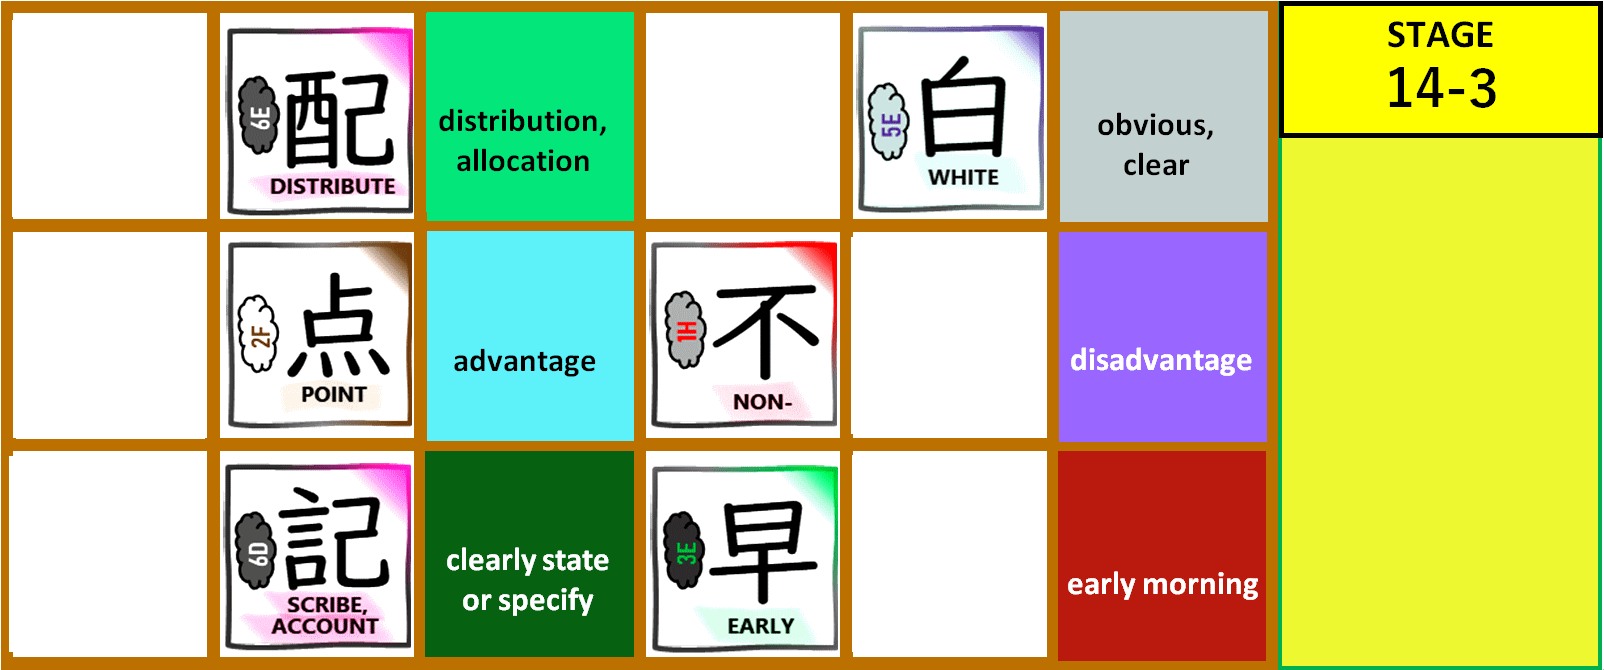 6E
配
DISTRIBUTE
distribution,
allocation
5E
白
WHITE
obvious,
clear
STAGE
14-3
2F
点
POINT
advantage
1H
不
NON-
disadvantage
6D
記
SCRIBE,
ACCOUNT
clearly state
or specify
3E
早
EARLY
early morning